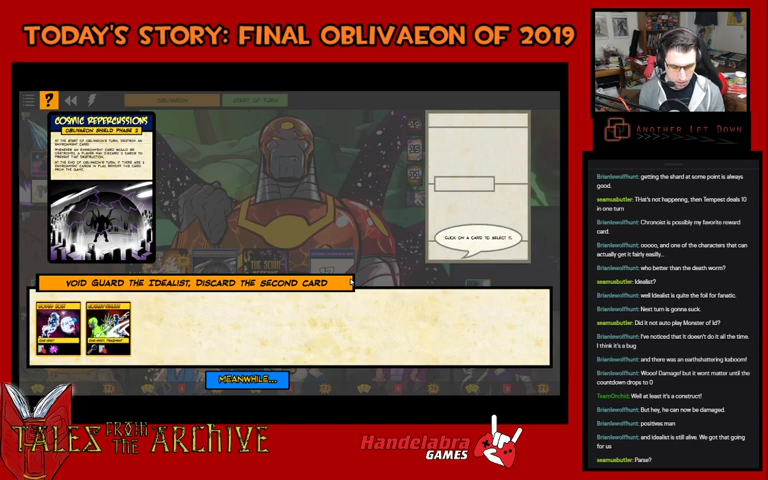 TODAY'S STORY: FINAL OBLIVAEON OF 2019
?
OBLIVAEON
START OF TURN
COSMIC REPERCUSSIONS
OBLIVAEON SHIELD PHASE 2
CLICK ON A CARD TO SELECT IT.
VOID GUARD THE IDEALIST, DISCARD THE SECOND CARD
MEANWHILE...
TALES FROM THE ARCHIVE
Handelabra
GAMES
ANOTHER LET DOWN
Brianlewolfhunt: getting the shard at some point is always
good.
seamusbutler: THat's not happening, then Tempest deals 10
in one turn
Brianlewolfhunt: Chronoist is possibly my favorite reward
card.
Brianlewolfhunt: ooooo, and one of the characters that can
actually get it fairly easily...
Brianlewolfhunt: who better than the death worm?
seamusbutler: Idealist?
Brianlewolfhunt: well Idealist is quite the foil for fanatic.
Brianlewolfhunt: Next turn is gonna suck.
seamusbutler: Did it not auto play Monster of Id?
Brianlewolfhunt: I've noticed that it doesn't do it all the time.
I think it's a bug
Brianlewolfhunt: and there was an earthshattering kaboom!
Brianlewolfhunt: Wooo! Damage! but it wont matter until the
countdown drops to 0
TeamOrchid: Well at least it's a construct!
Brianlewolfhunt: But hey, he can now be damaged.
Brianlewolfhunt: positives man
Brianlewolfhunt: and idealist is still alive. We got that going
for us
seamusbutler: Parse?